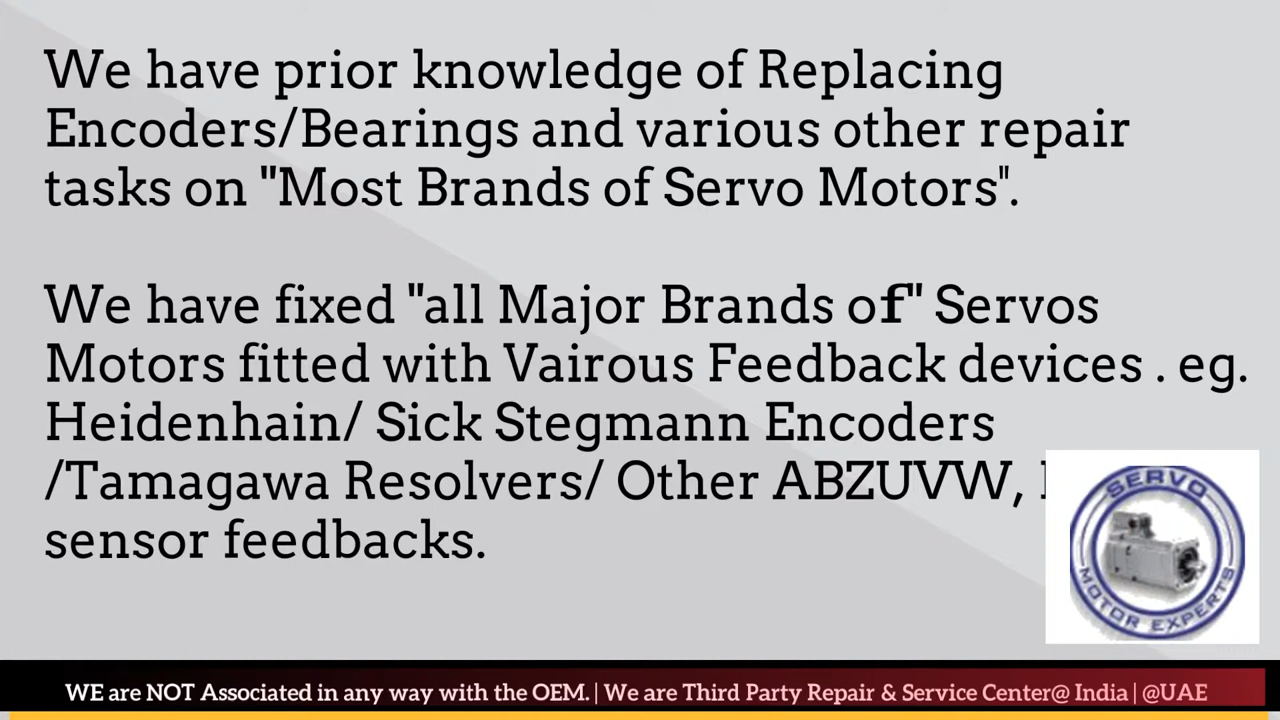 We have prior knowledge of Replacing
Encoders/Bearings and various other repair
tasks on "Most Brands of Servo Motors".
We have fixed "all Major Brands of" Servos
Motors fitted with Vairous Feedback devices . eg.
Heidenhain/ Sick Stegmann Encoders
/Tamagawa Resolvers/ Other ABZUVW,
sensor feedbacks.
SERVO
MOTOR EXPERTS
WE are NOT Associated in any way with the OEM. | We are Third Party Repair & Service Center@ India | @UAE